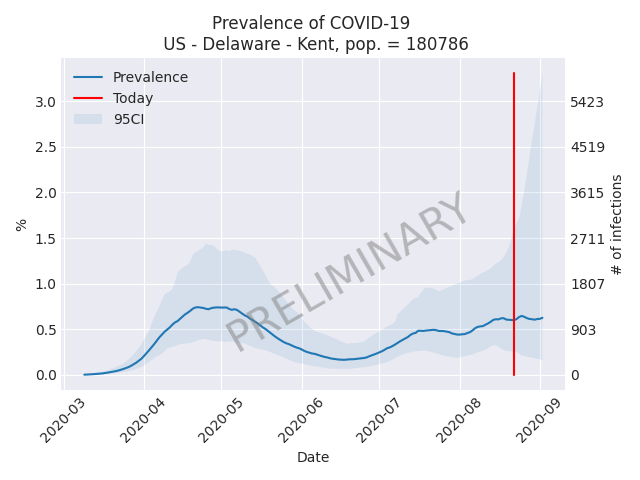 Prevalence of COVID-19
US - Delaware - Kent, pop. = 180786
Prevalence
Today
95CI
PRELIMINARY
%
3.0
2.5
2.0
1.5
1.0
0.5
0.0
5423
4519
3615
2711
1807
903
0
# of infections
2020-03
2020-04
2020-05
2020-06
2020-07
2020-08
2020-09
Date